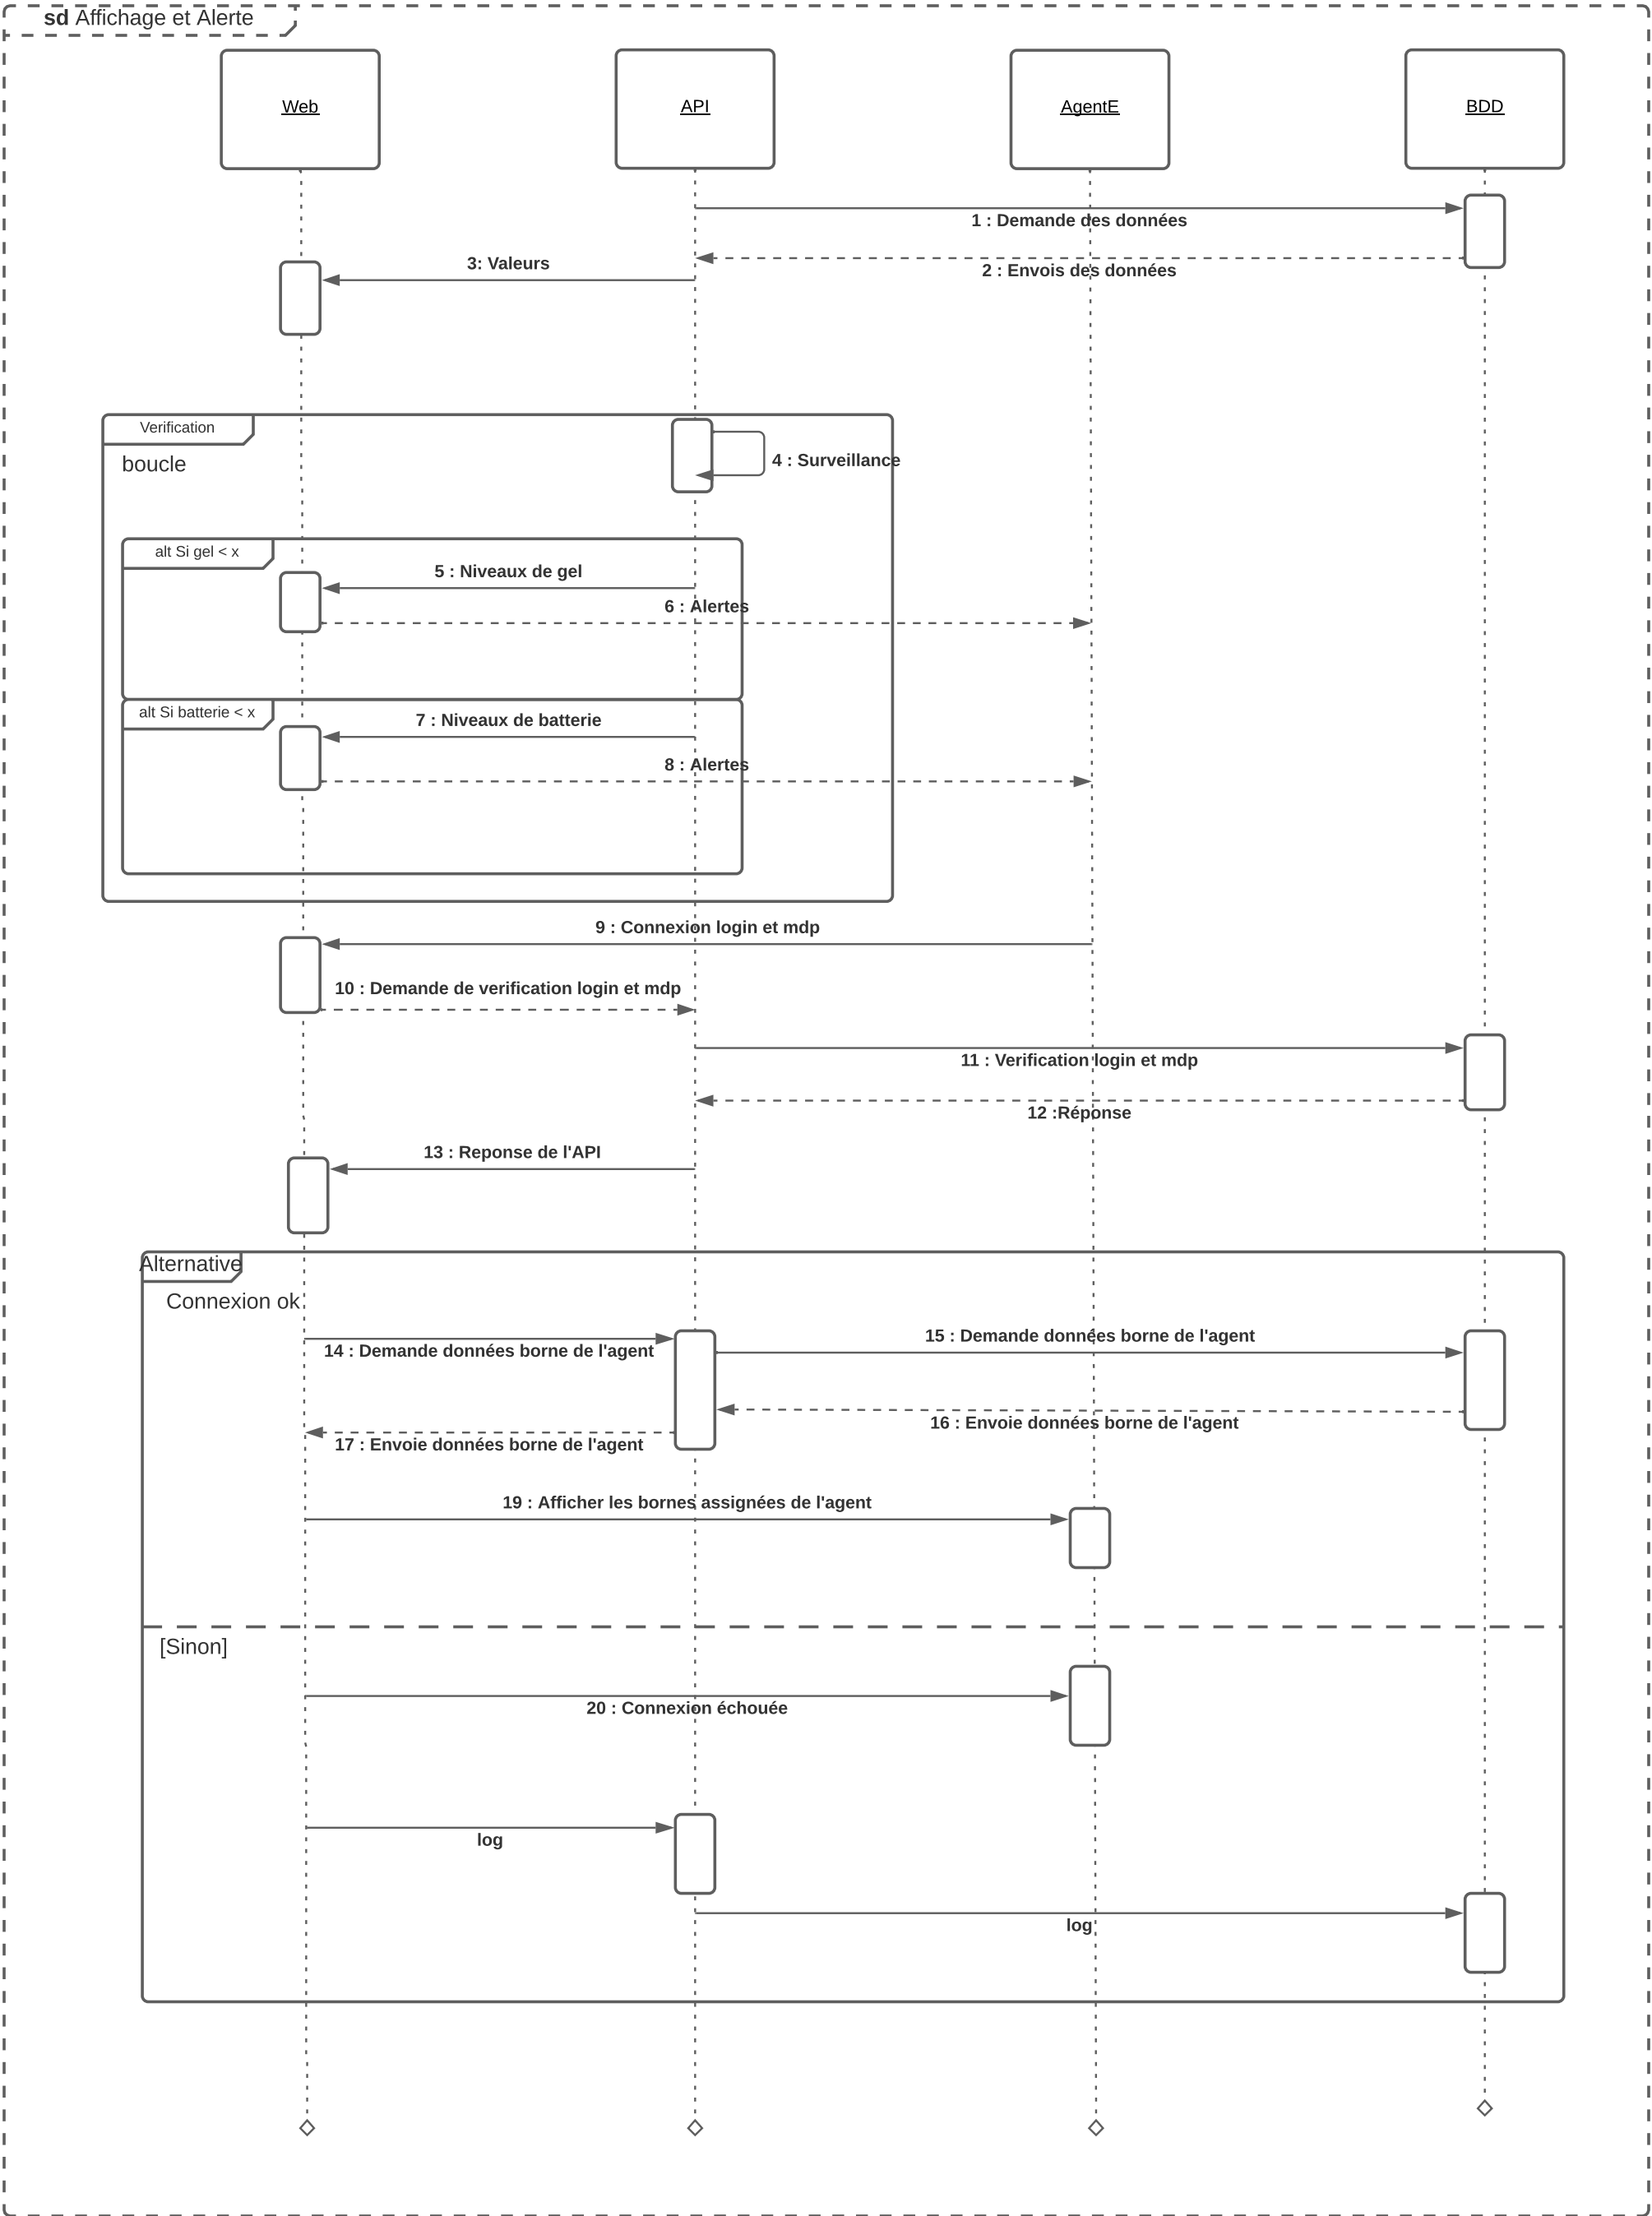 sd Affichage et Alerte
Web
API
AgentE
BDD
1 : Demande des données
2 : Envois des données
3: Valeurs
Verification
boucle
4 : Surveillance
alt Si gel < x
5 : Niveaux de gel
6 : Alertes
alt Si batterie < x
7 : Niveaux de batterie
8 : Alertes
9 : Connexion login et mdp
10 : Demande de verification login et mdp
11 : Verification login et mdp
12 :Réponse
13 : Reponse de l'API
Alternative
Connexion ok
14 : Demande données borne de l'agent
15 : Demande données borne de l'agent
16 : Envoie données borne de l'agent
17 : Envoie données borne de l'agent
19 : Afficher les bornes assignées de l'agent
[Sinon]
20 : Connexion échouée
log
log